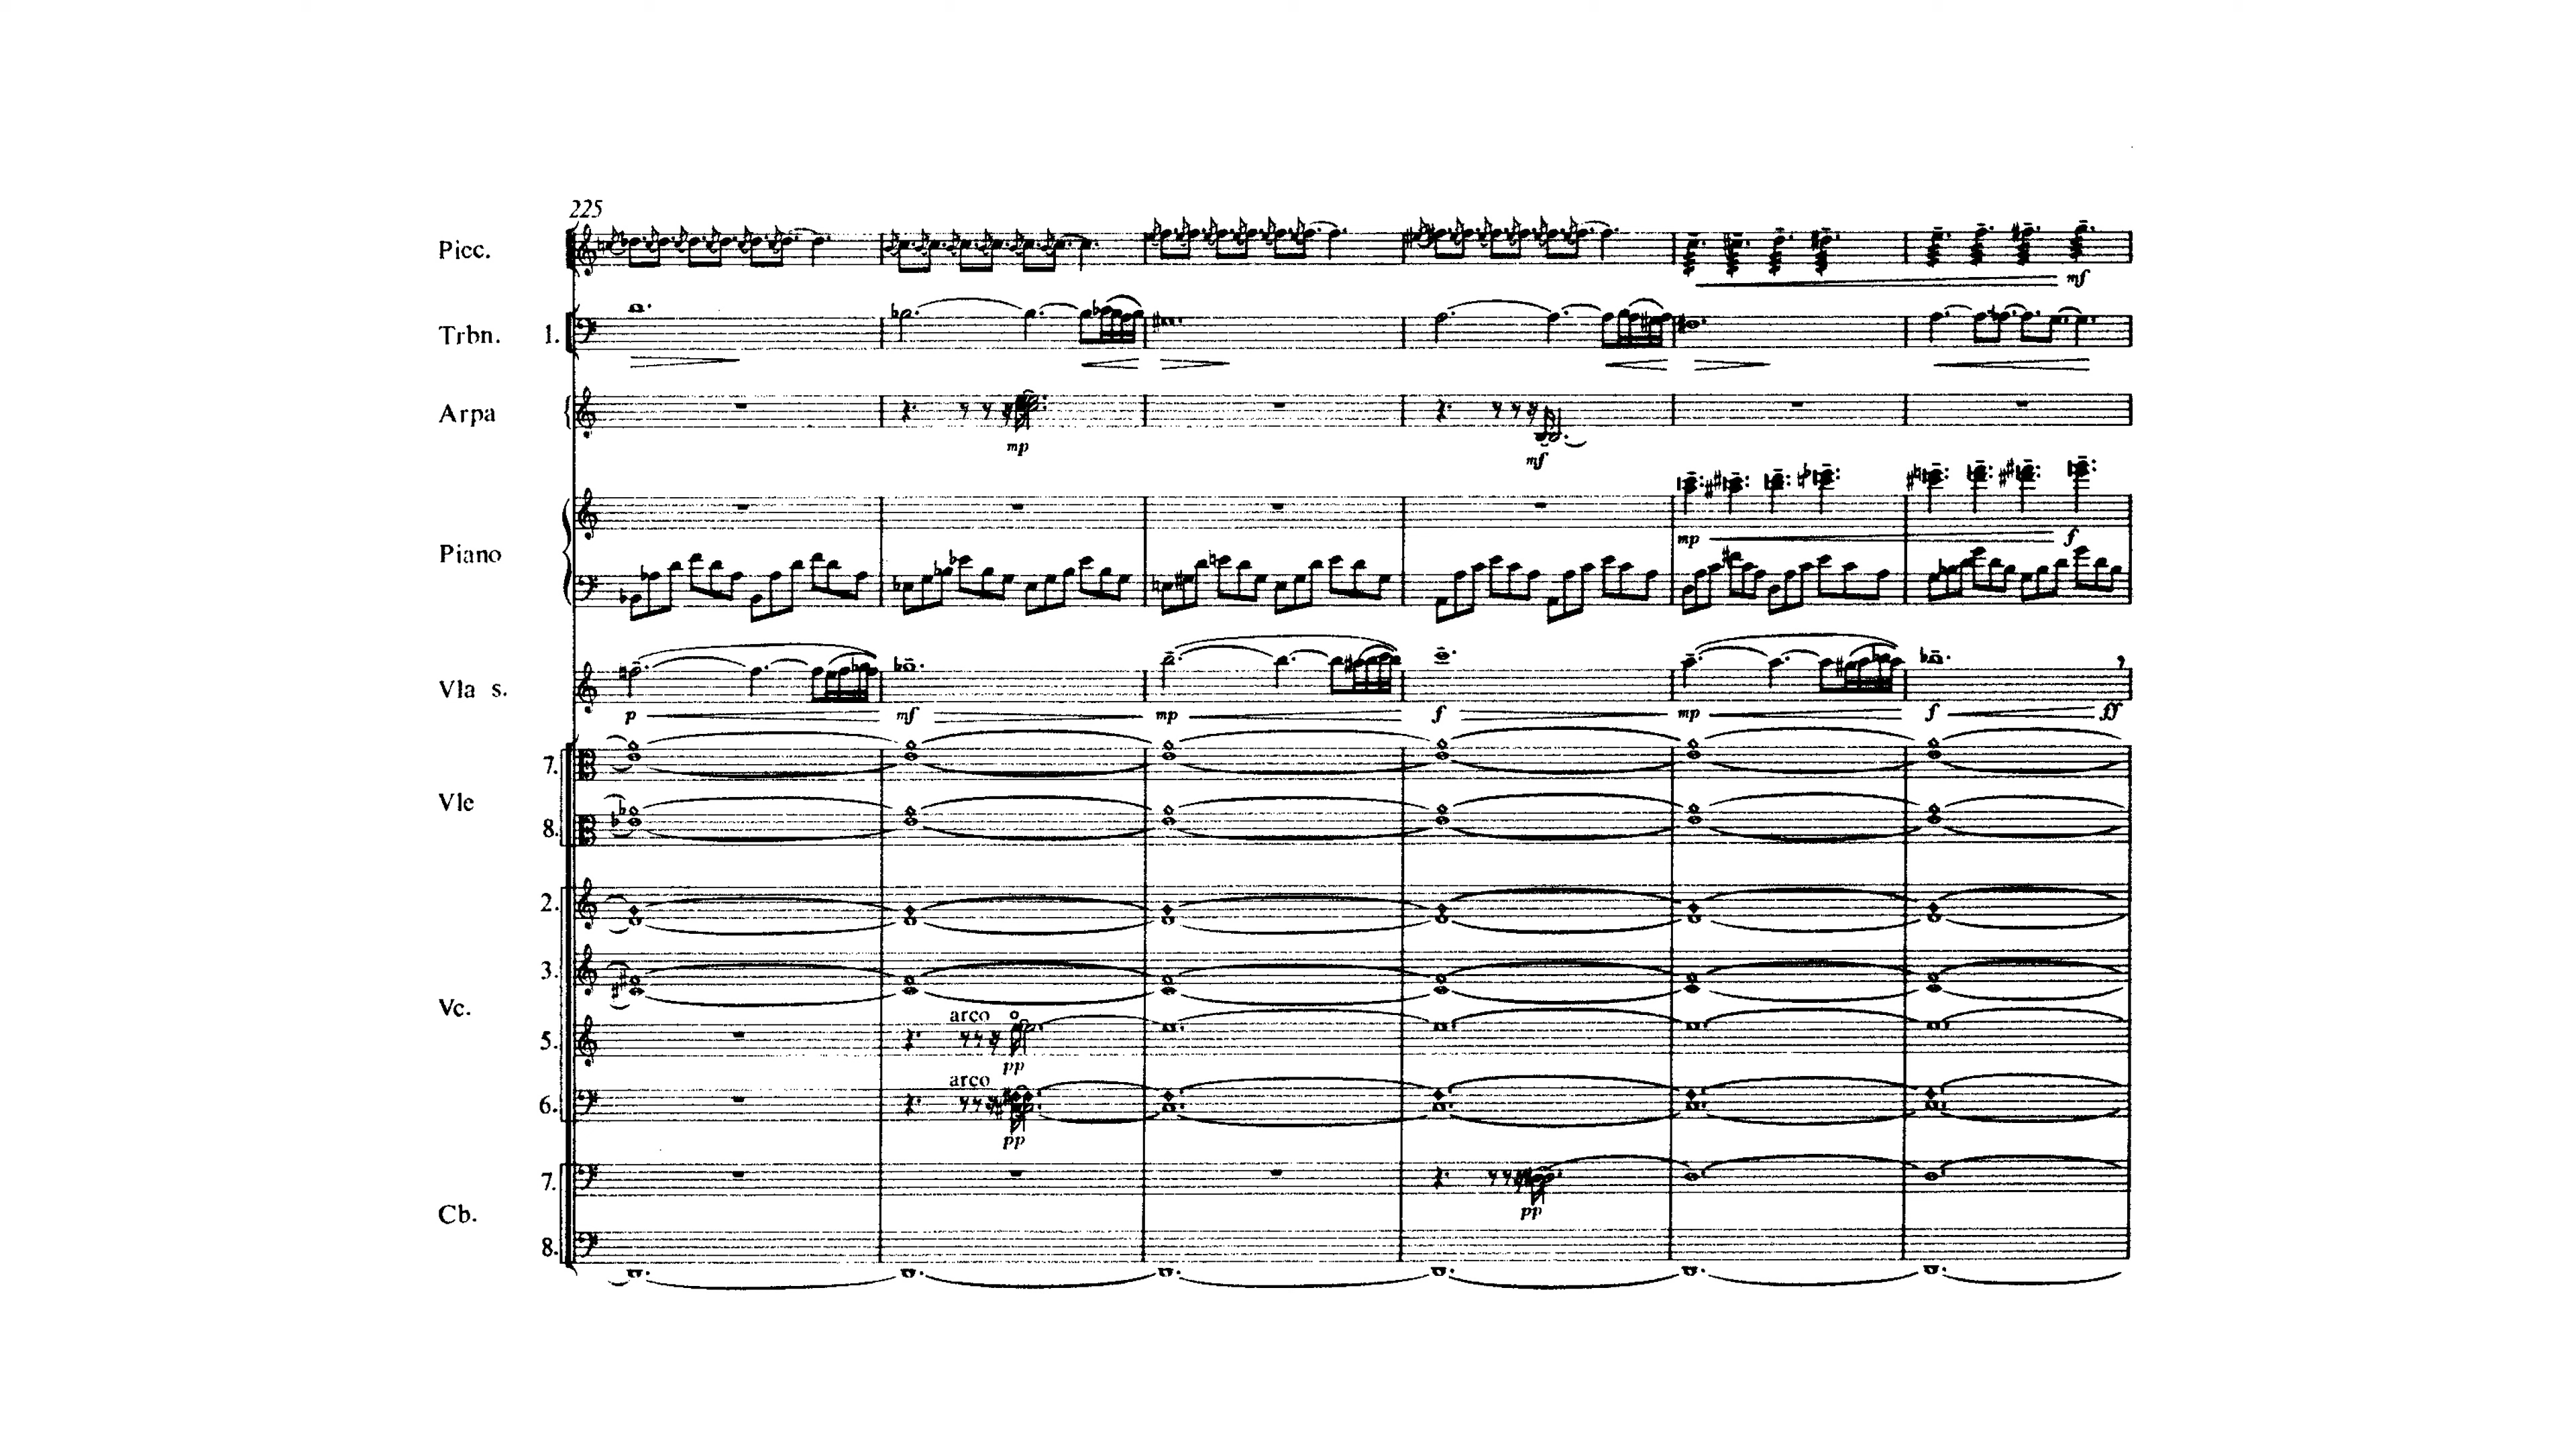 225
Picc.
Trbn. 1.
Arpa
mp
mf
mf
Piano
mp f
Vla s.
p mf mp f mp f ff
7.
Vle
8.
2.
3.
Vc.
arco
5.
pp
arco
6.
pp
7.
pp
Cb.
8.